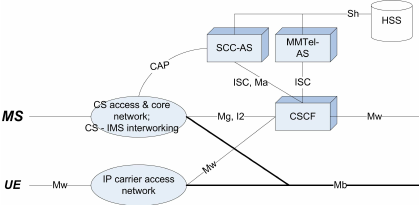 Sh
HSS
SCC-AS
MMTel-
AS
CAP
ISC, Ma
ISC
CS access & core
network;
CS - IMS interworking
MS
Mg, I2
CSCF
Mw
Mw
UE
Mw
IP carrier access
network
Mb